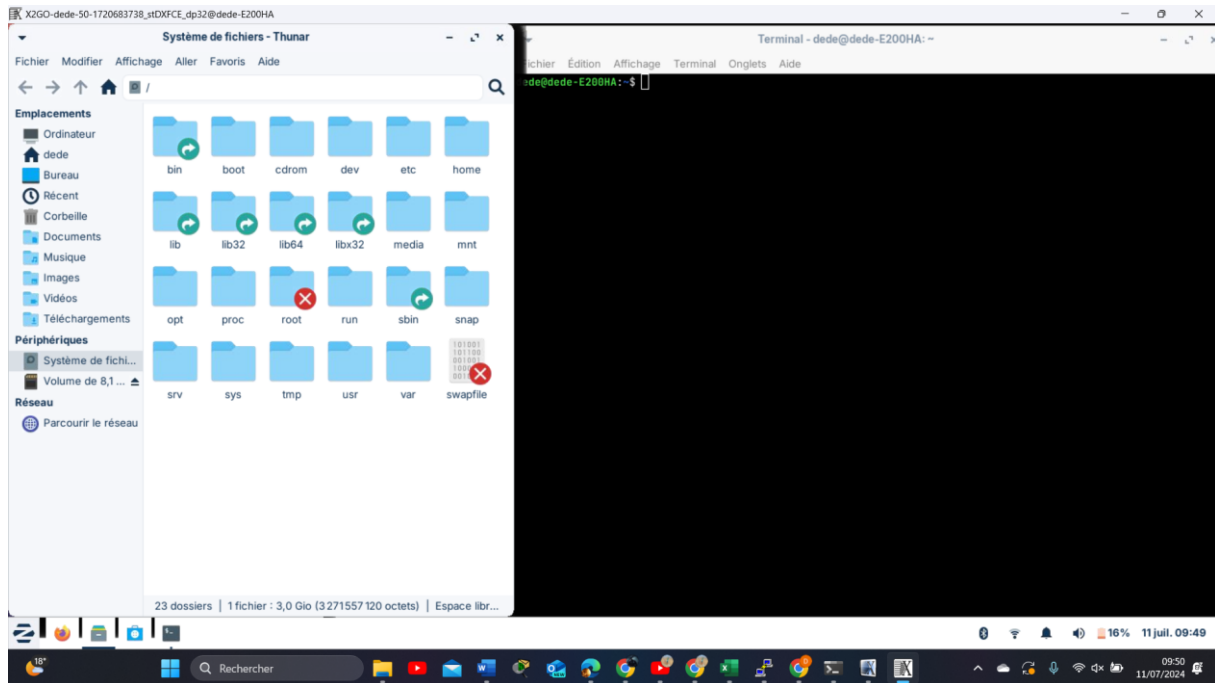 X2GO-dede-50-1720683738_stDXFCE_dp32@dede-E200HA
Système de fichiers - Thunar
Fichier Modifier Affichage Aller Favoris Aide
/
Emplacements
Ordinateur
dede
Bureau
Récent
Corbeille
Documents
Musique
Images
Vidéos
Téléchargements
Périphériques
Système de fichi...
Volume de 8,1 ...
Réseau
Parcourir le réseau
bin boot cdrom dev etc home
lib lib32 lib64 libx32 media mnt
opt proc root run sbin snap
srv sys tmp usr var swapfile
23 dossiers | 1 fichier : 3,0 Gio (3 271 557 120 octets) | Espace libr...
Terminal - dede@dede-E200HA: ~
ichier Édition Affichage Terminal Onglets Aide
ede@dede-E200HA:~$
16% 11 juil. 09:49
18°
Rechercher
09:50
11/07/2024